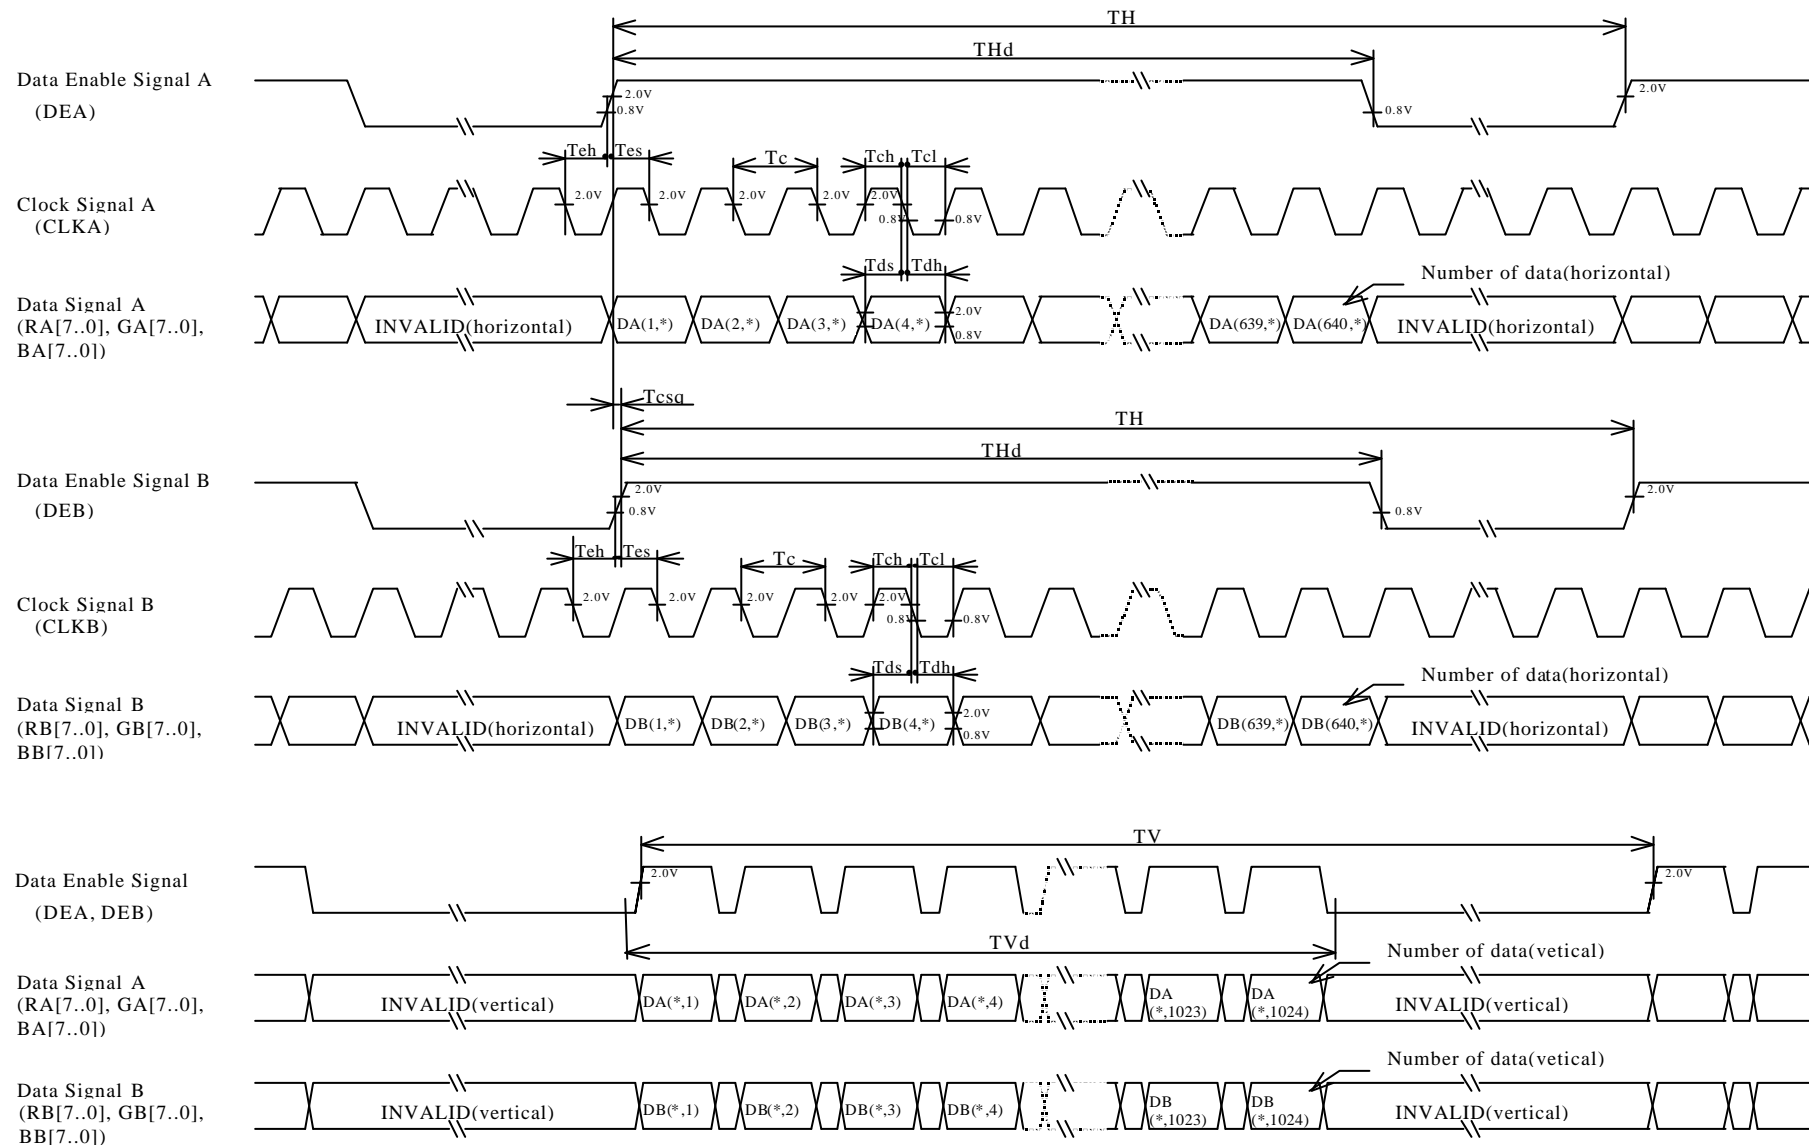 TH
THd
Data Enable Signal A
(DEA)
2.0V
0.8V
0.8V
2.0V
Teh Tes Tc Tch Tcl
Clock Signal A
(CLKA)
2.0V 2.0V 2.0V 2.0V 2.0V
0.8V 0.8V
Tds Tdh
Number of data(horizontal)
Data Signal A
(RA[7..0], GA[7..0],
BA[7..0])
INVALID(horizontal) DA(1,*) DA(2,*) DA(3,*) DA(4,*) 2.0V 0.8V DA(639,*) DA(640,*) INVALID(horizontal)
Tcsq
TH
THd
Data Enable Signal B
(DEB)
2.0V
0.8V
0.8V
2.0V
Teh Tes Tc Tch Tcl
Clock Signal B
(CLKB)
2.0V 2.0V 2.0V 2.0V 2.0V
0.8V 0.8V
Tds Tdh
Number of data(horizontal)
Data Signal B
(RB[7..0], GB[7..0],
BB[7..0])
INVALID(horizontal) DB(1,*) DB(2,*) DB(3,*) DB(4,*) 2.0V 0.8V DB(639,*) DB(640,*) INVALID(horizontal)
TV
Data Enable Signal
(DEA, DEB)
2.0V 2.0V
TVd
Number of data(vetical)
Data Signal A
(RA[7..0], GA[7..0],
BA[7..0])
INVALID(vertical) DA(*,1) DA(*,2) DA(*,3) DA(*,4) DA
(*,1023) DA
(*,1024) INVALID(vertical)
Number of data(vetical)
Data Signal B
(RB[7..0], GB[7..0],
BB[7..0])
INVALID(vertical) DB(*,1) DB(*,2) DB(*,3) DB(*,4) DB
(*,1023) DB
(*,1024) INVALID(vertical)